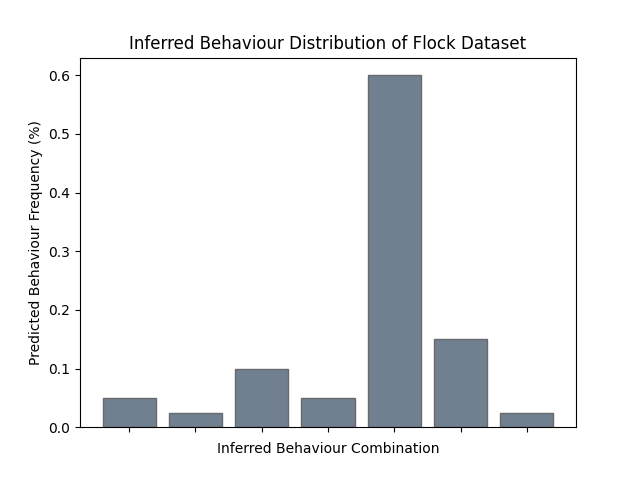 Inferred Behaviour Distribution of Flock Dataset
Predicted Behaviour Frequency (%)
0.6
0.5
0.4
0.3
0.2
0.1
0.0
Inferred Behaviour Combination